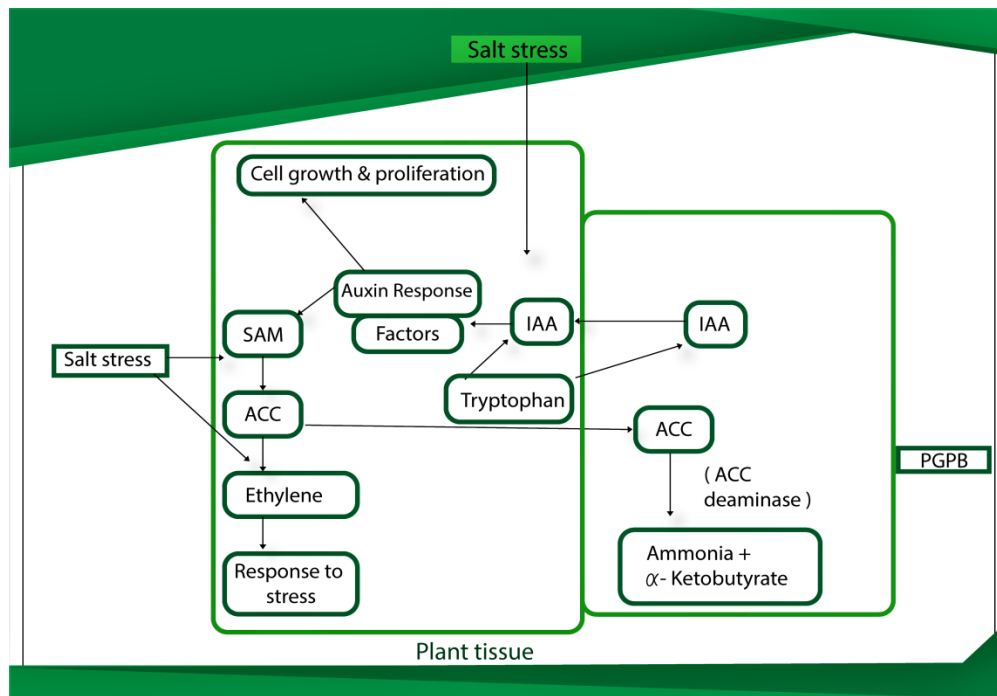 Salt stress
Cell growth & proliferation
Auxin Response
Factors
IAA
IAA
SAM
Salt stress
Tryptophan
ACC
ACC
( ACC
deaminase )
PGPB
Ethylene
Ammonia +
α- Ketobutyrate
Response to
stress
Plant tissue